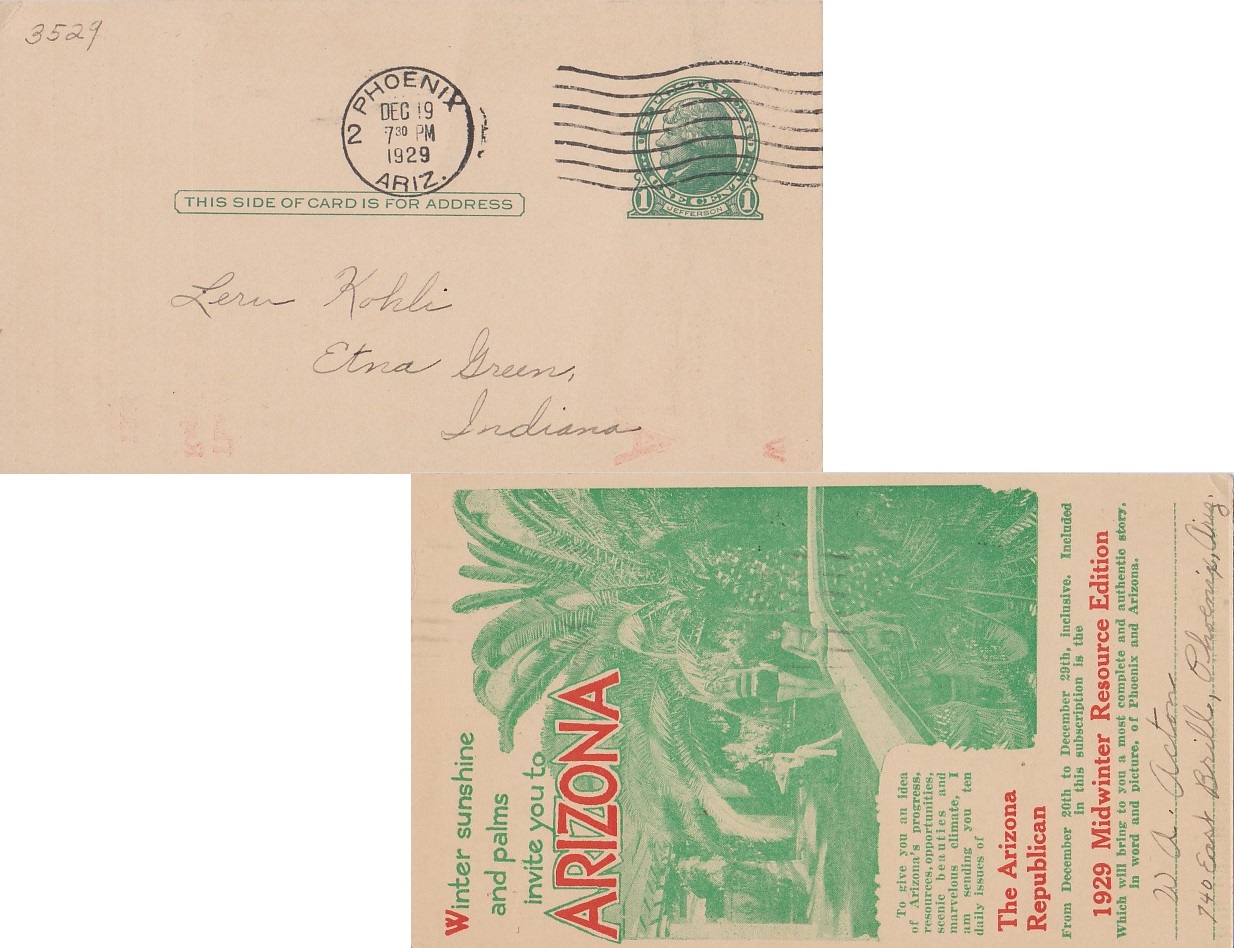 3529
PHOENIX
2
DEC 19
7 30 PM
1929
ARIZ.
U.S. POSTAL CARD
ONE CENT
1 JEFFERSON 1
THIS SIDE OF CARD IS FOR ADDRESS
Kohli
Etna Green,
Indiana
Winter sunshine
and palms
invite you to
ARIZONA
To give you an idea
of Arizona's progress,
resources, opportunities,
scenic beauties and
marvelous climate, I
am sending you ten
daily issues of
The Arizona
Republican
From December 20th to December 29th, inclusive. Included
in this subscription is the
1929 Midwinter Resource Edition
Which will bring to you a most complete and authentic story,
in word and picture, of Phoenix and Arizona.
W. A. Acton
740 East Brill, Phoenix, Ariz.